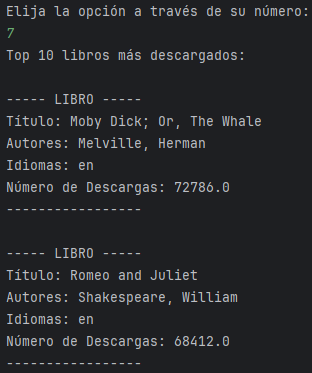 Elija la opción a través de su número:
7
Top 10 libros más descargados:
----- LIBRO -----
Título: Moby Dick; Or, The Whale
Autores: Melville, Herman
Idiomas: en
Número de Descargas: 72786.0
-----------------
----- LIBRO -----
Título: Romeo and Juliet
Autores: Shakespeare, William
Idiomas: en
Número de Descargas: 68412.0
-----------------